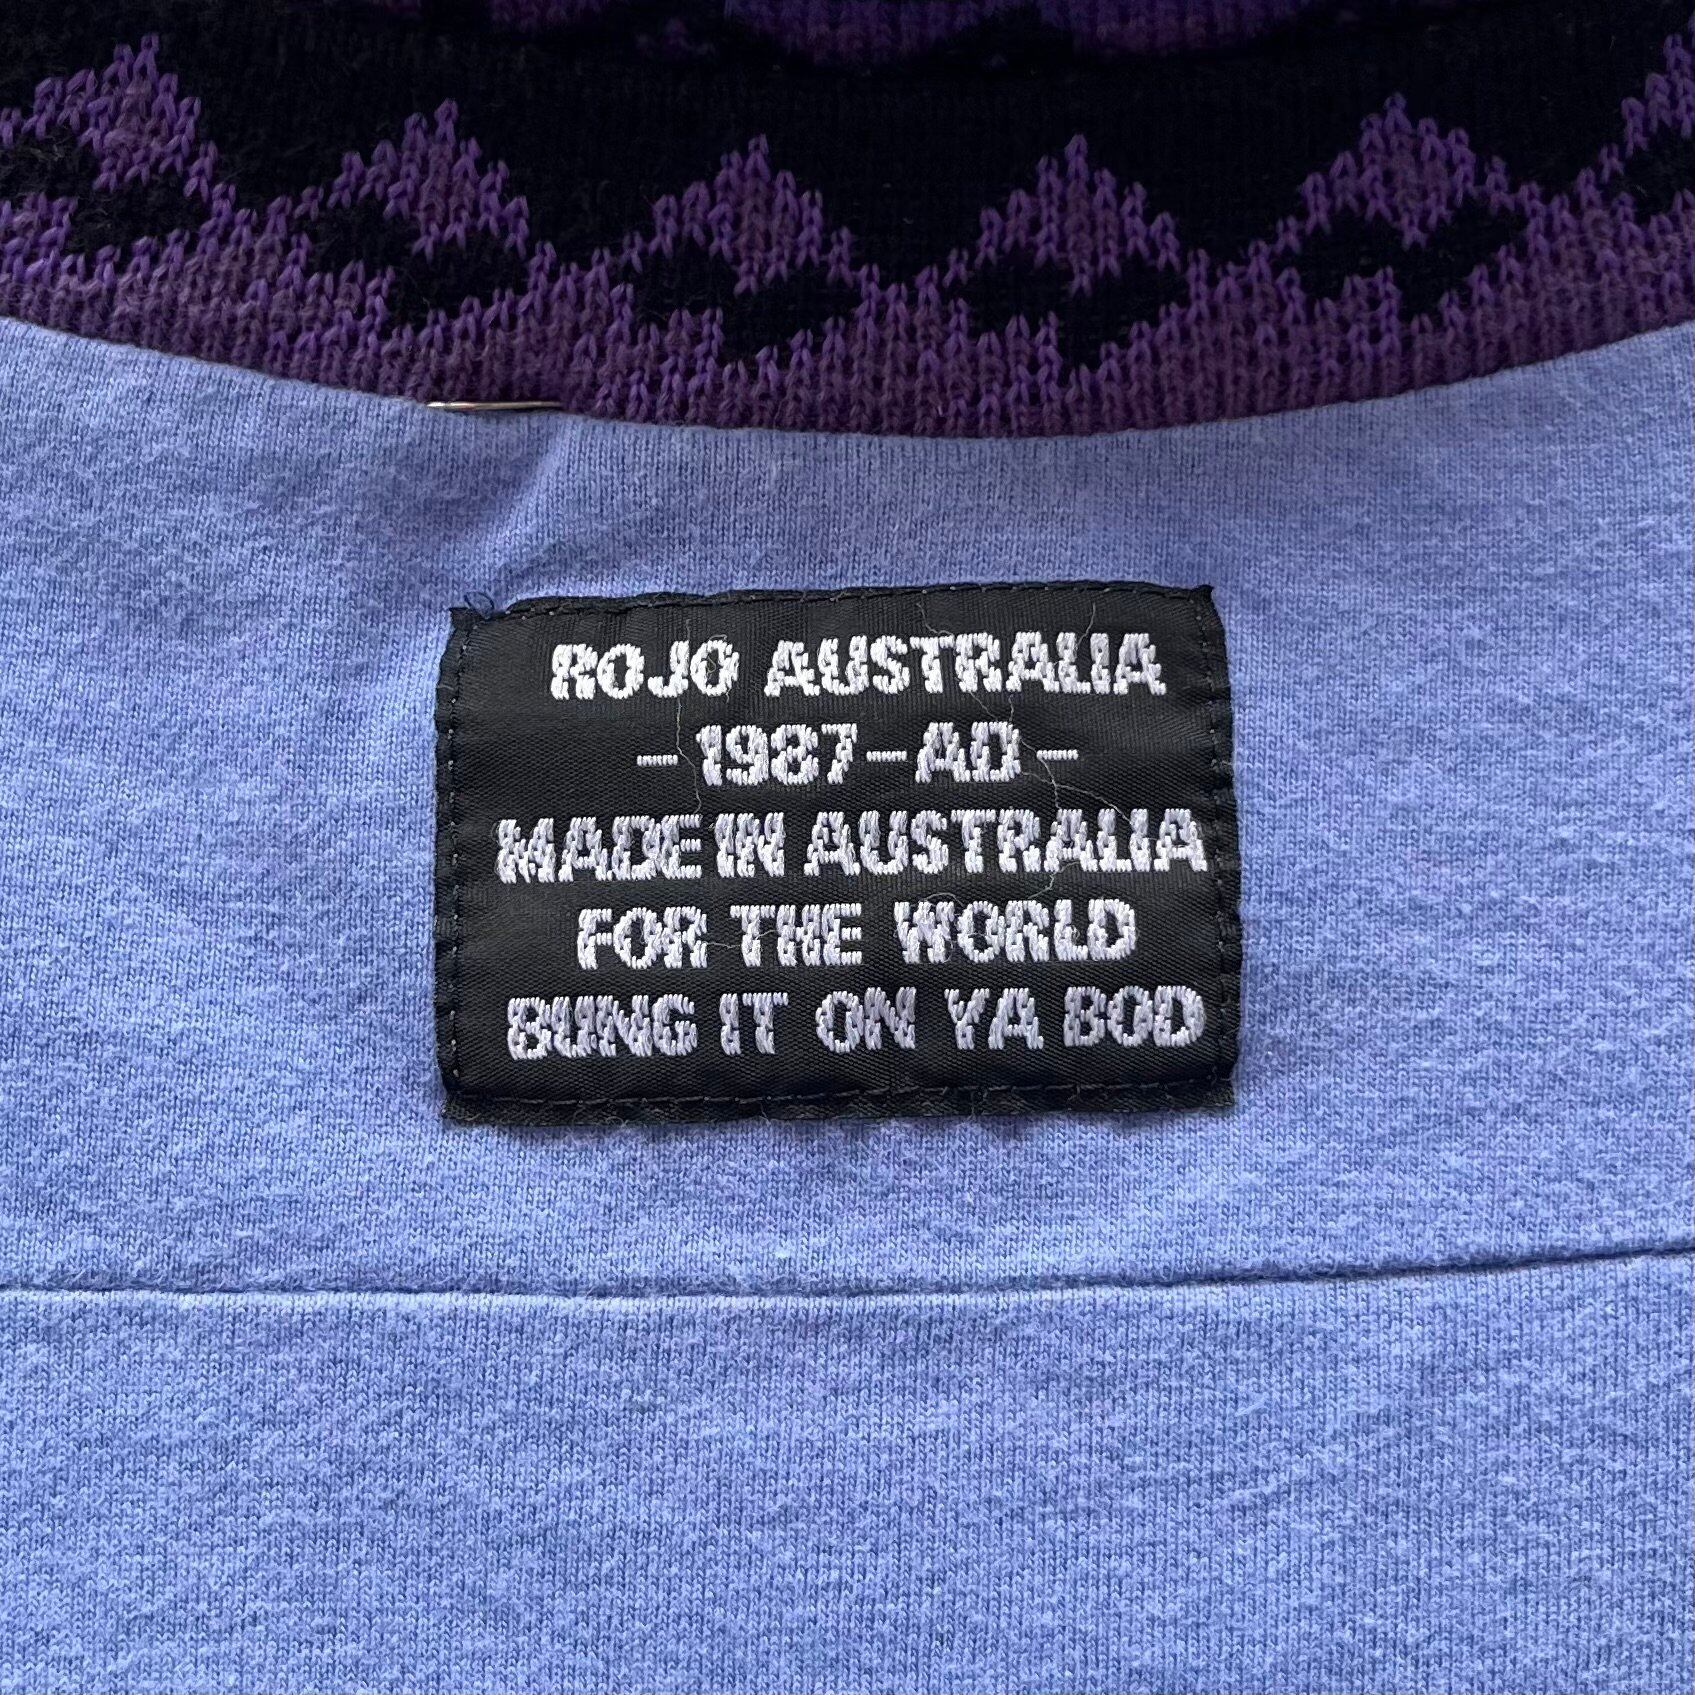 ROJO AUSTRALIA
-1987-AD-
MADE IN AUSTRALIA
FOR THE WORLD
BUNG IT ON YA BOD